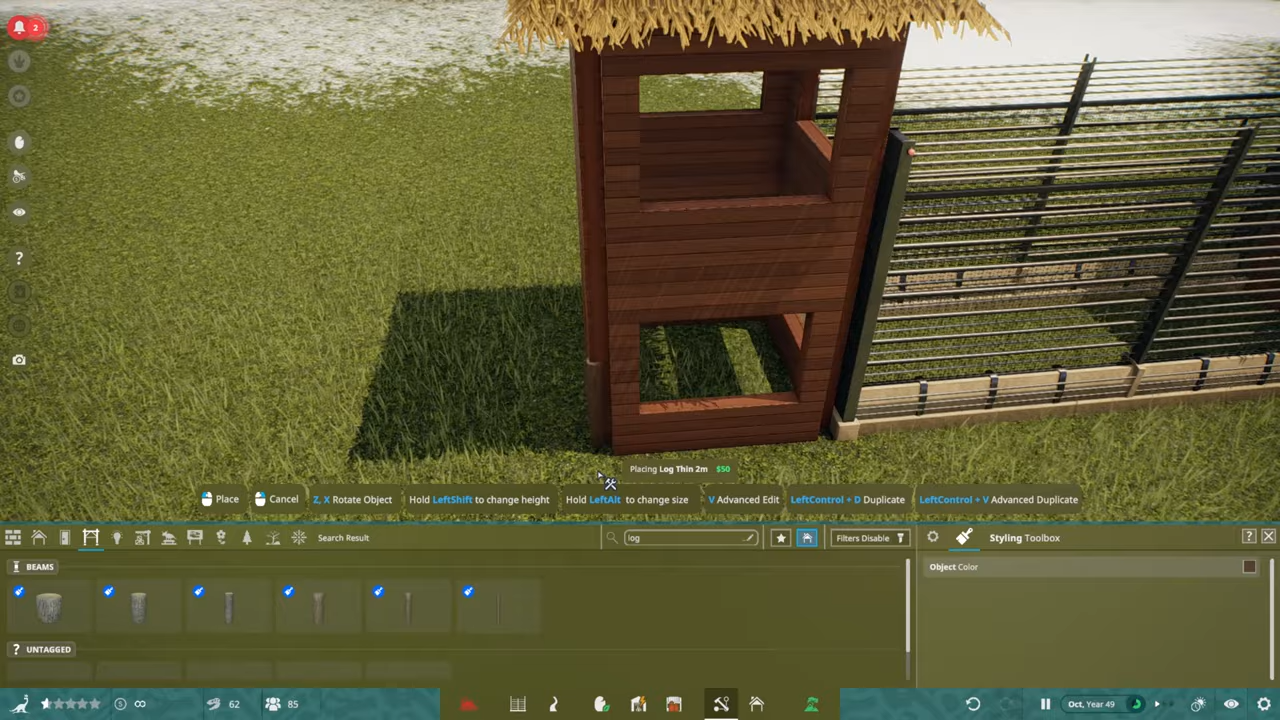 2
?
Placing Log Thin 2m $50
Place Cancel Z, X Rotate Object Hold LeftShift to change height Hold LeftAlt to change size V Advanced Edit LeftControl + D Duplicate LeftControl + V Advanced Duplicate
Search Result log Filters Disable Styling Toolbox ?
BEAMS
Object Color
? UNTAGGED
62 85 Oct, Year 49